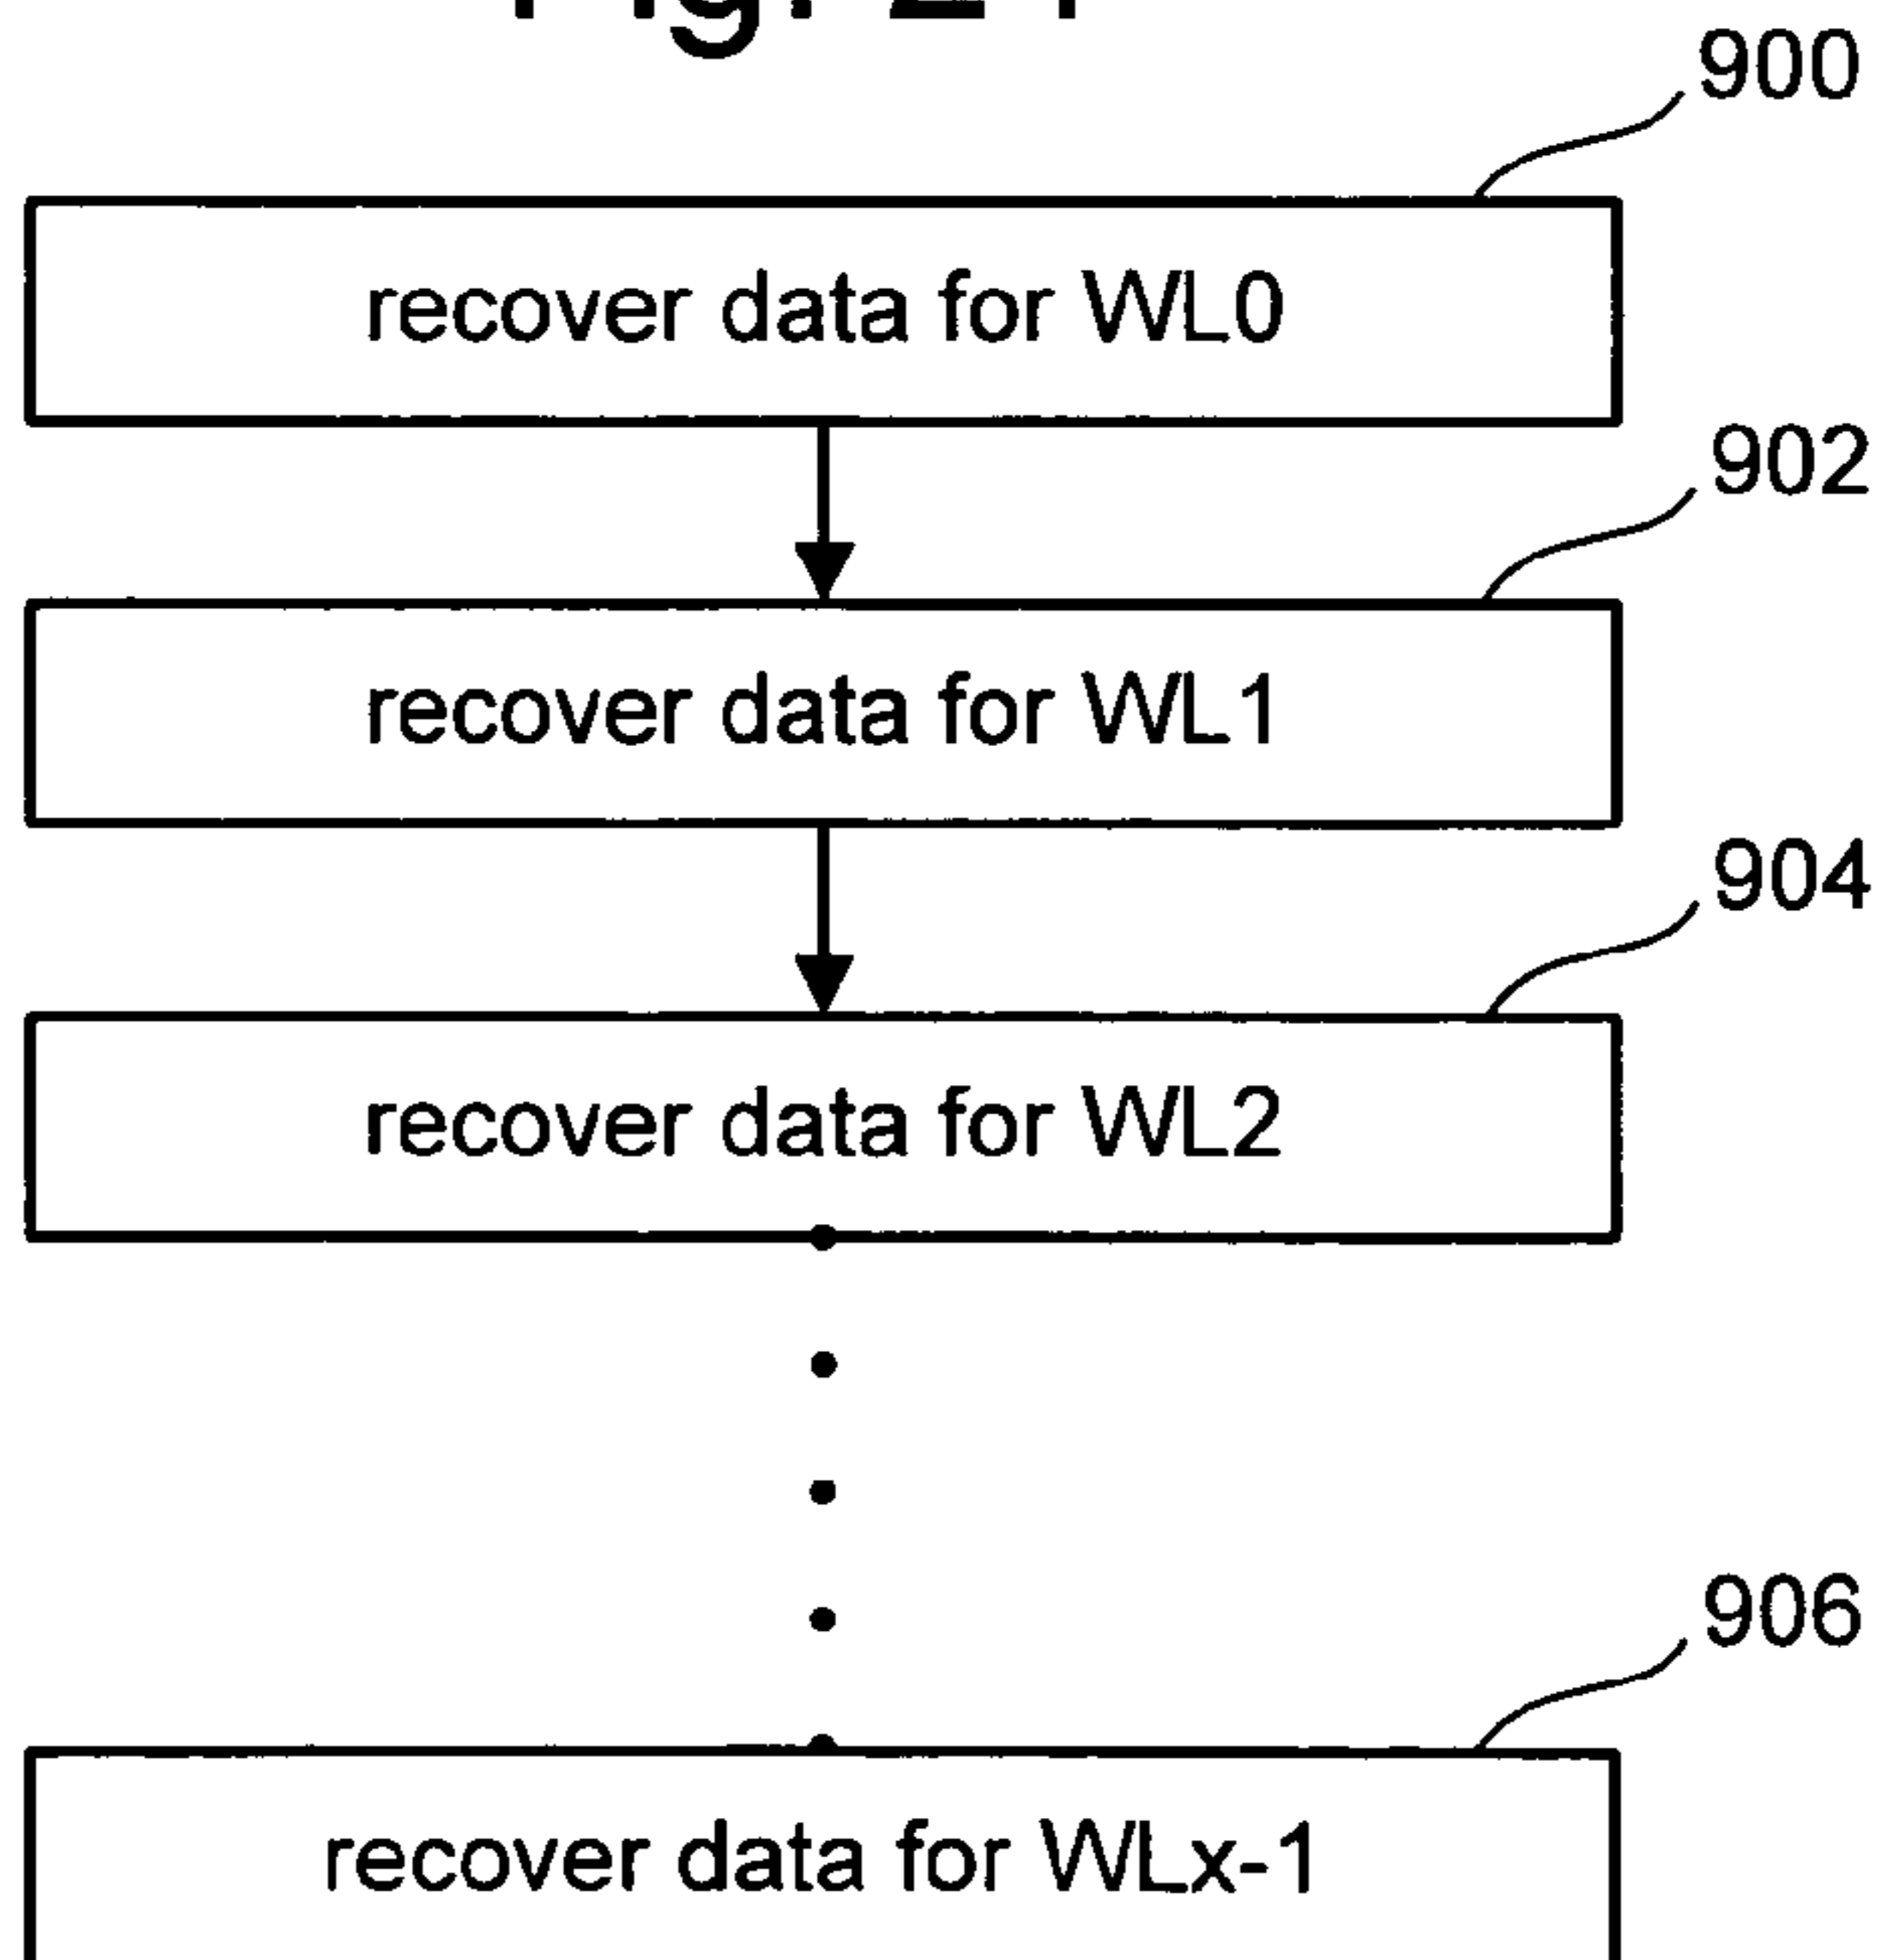 Fig.
900
recover data for WL0
902
recover data for WL1
904
recover data for WL2
906
recover data for WLx-1